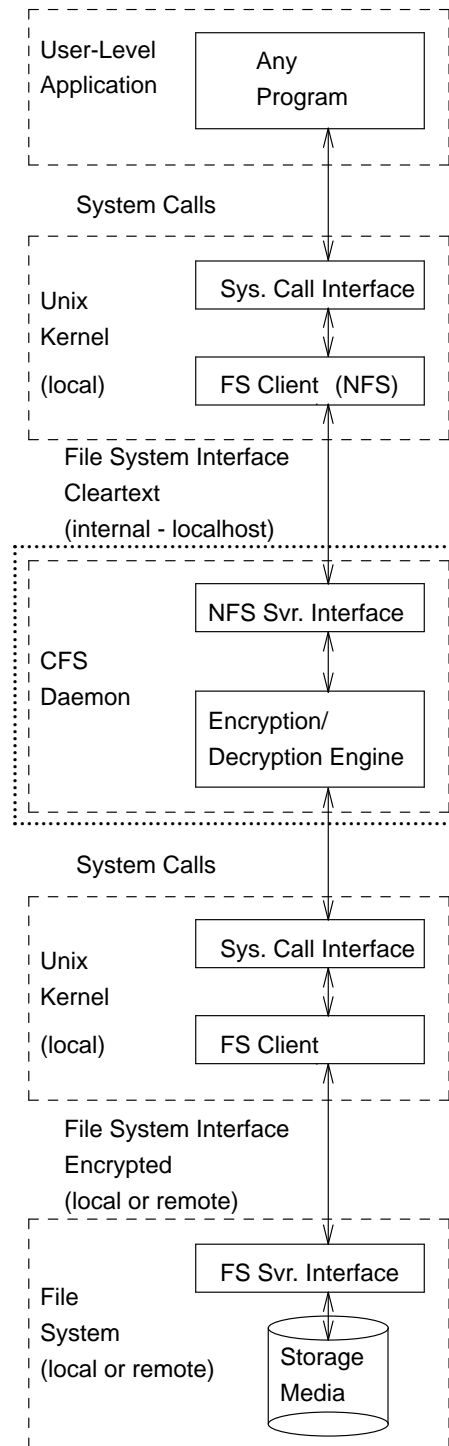 User-Level
Application
Any
Program
System Calls
Unix
Kernel
(local)
Sys. Call Interface
FS Client (NFS)
File System Interface
Cleartext
(internal - localhost)
CFS
Daemon
NFS Svr. Interface
Encryption/
Decryption Engine
System Calls
Unix
Kernel
(local)
Sys. Call Interface
FS Client
File System Interface
Encrypted
(local or remote)
File
System
(local or remote)
FS Svr. Interface
Storage
Media